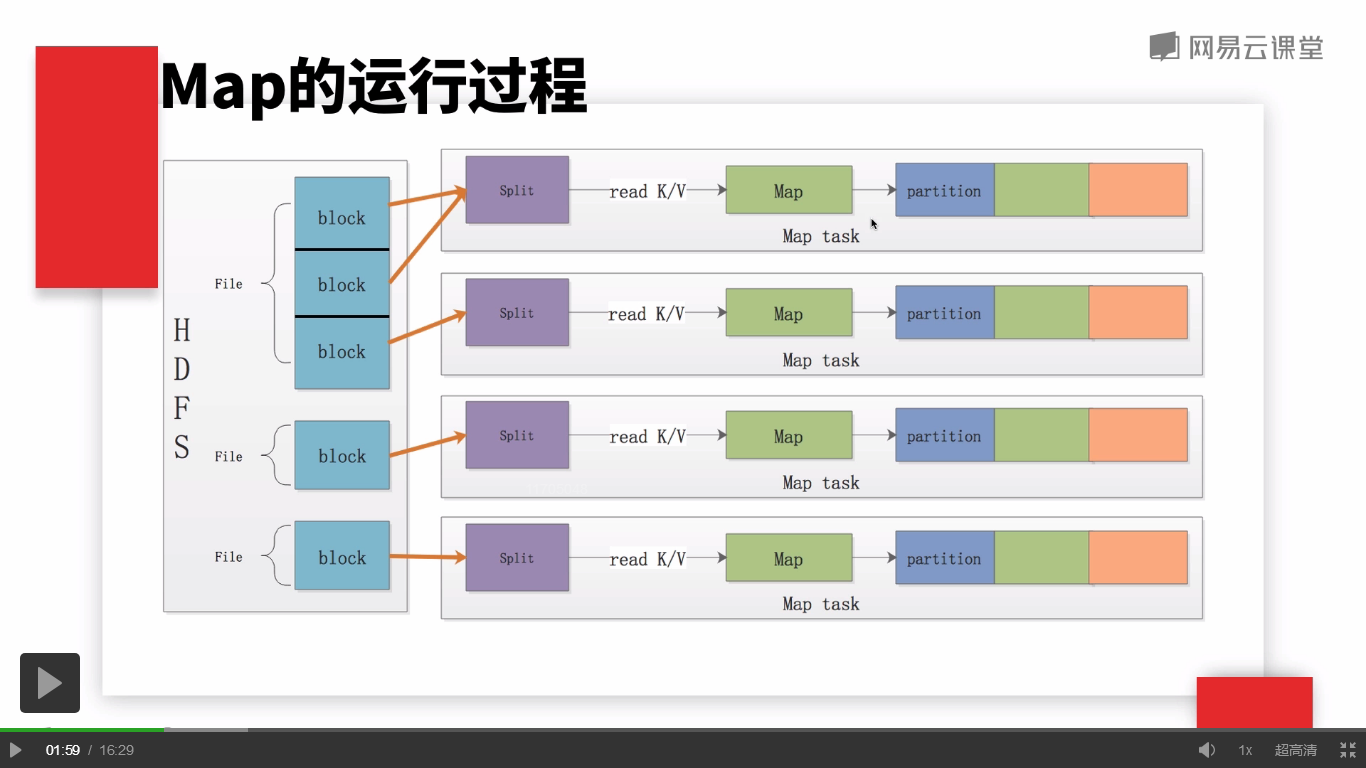 网易云课堂
Map的运行过程
HDFS
File
block
block
block
File
block
File
block
Split
read K/V
Map
partition
Map task
Split
read K/V
Map
partition
Map task
Split
read K/V
Map
partition
Map task
Split
read K/V
Map
partition
Map task
01:59 / 16:29
1x
超高清